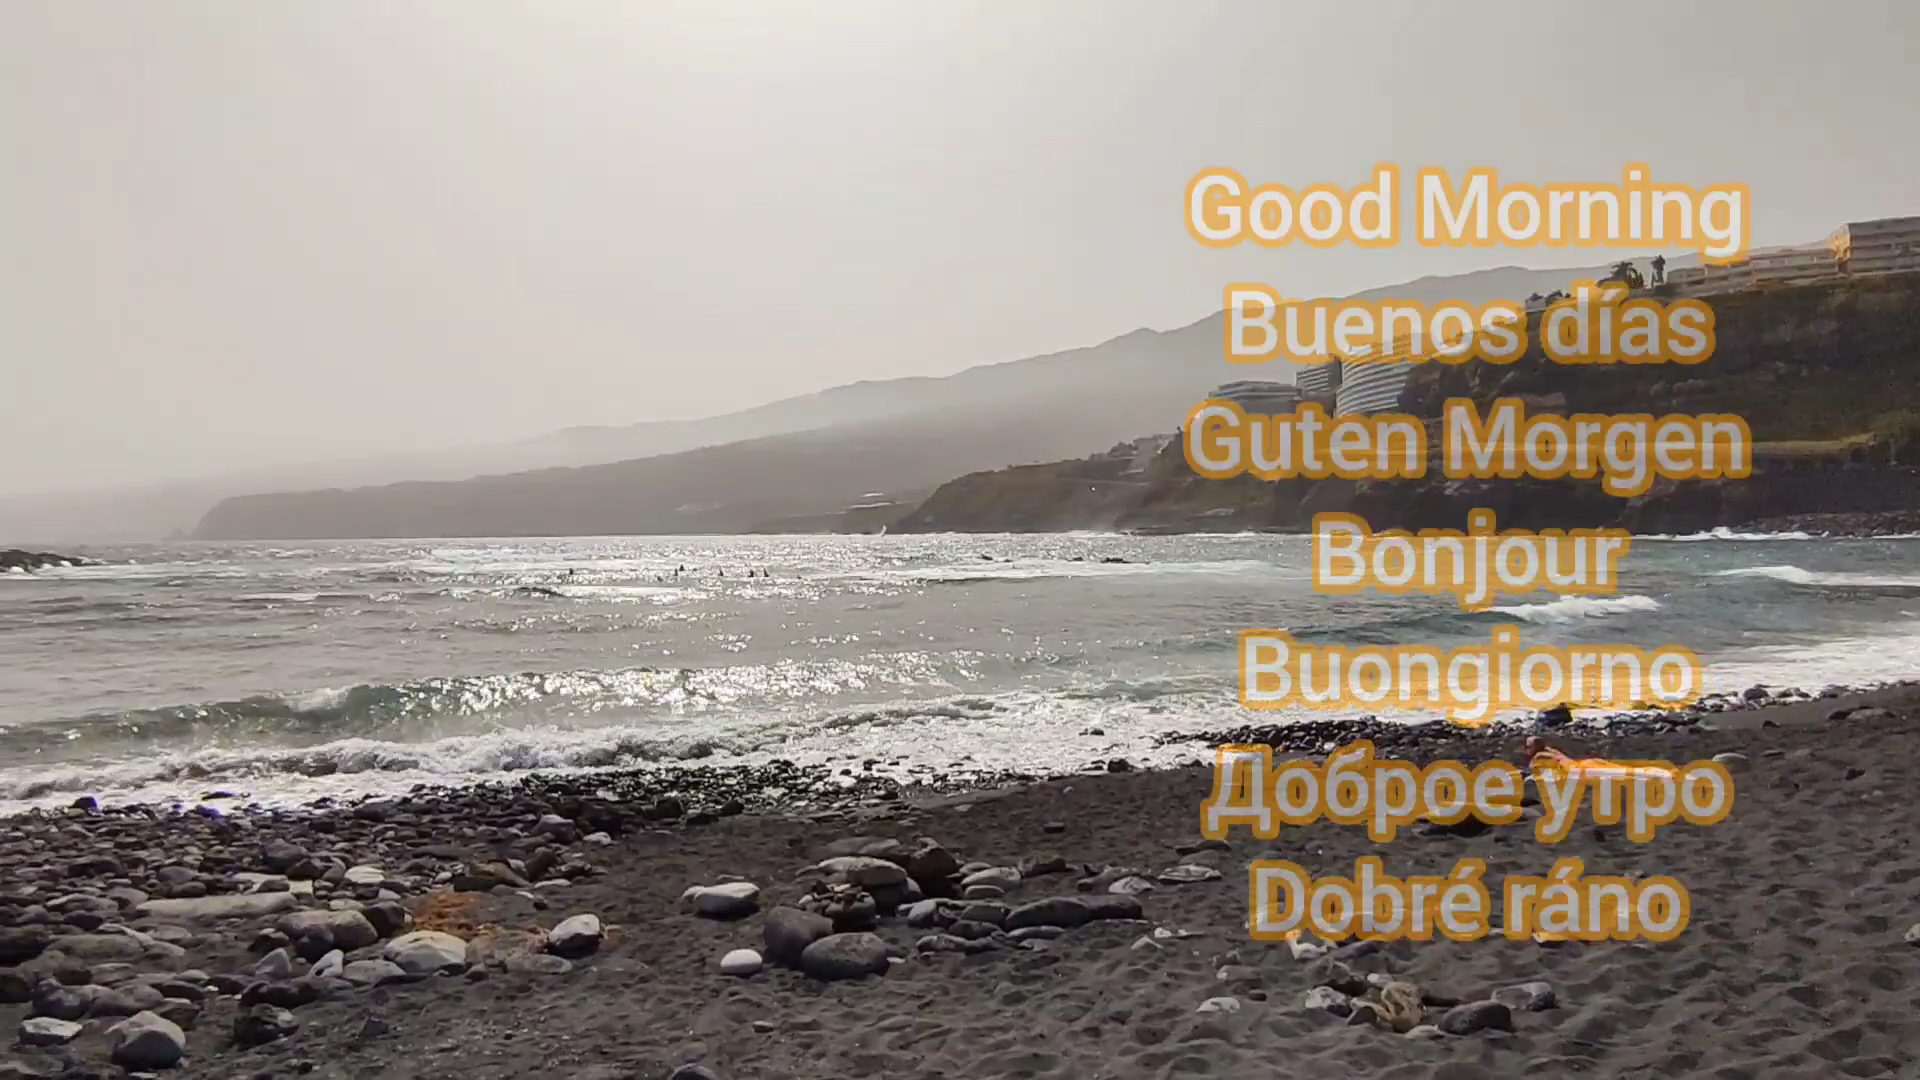 Good Morning
Buenos días
Guten Morgen
Bonjour
Buongiorno
Доброе утро
Dobré ráno